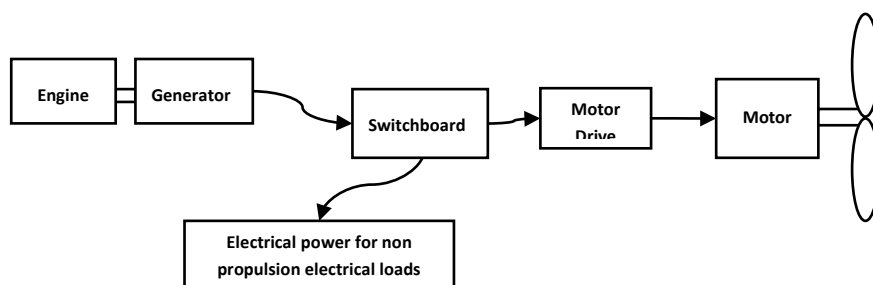 Engine
Generator
Switchboard
Motor
Drive
Motor
Electrical power for non
propulsion electrical loads